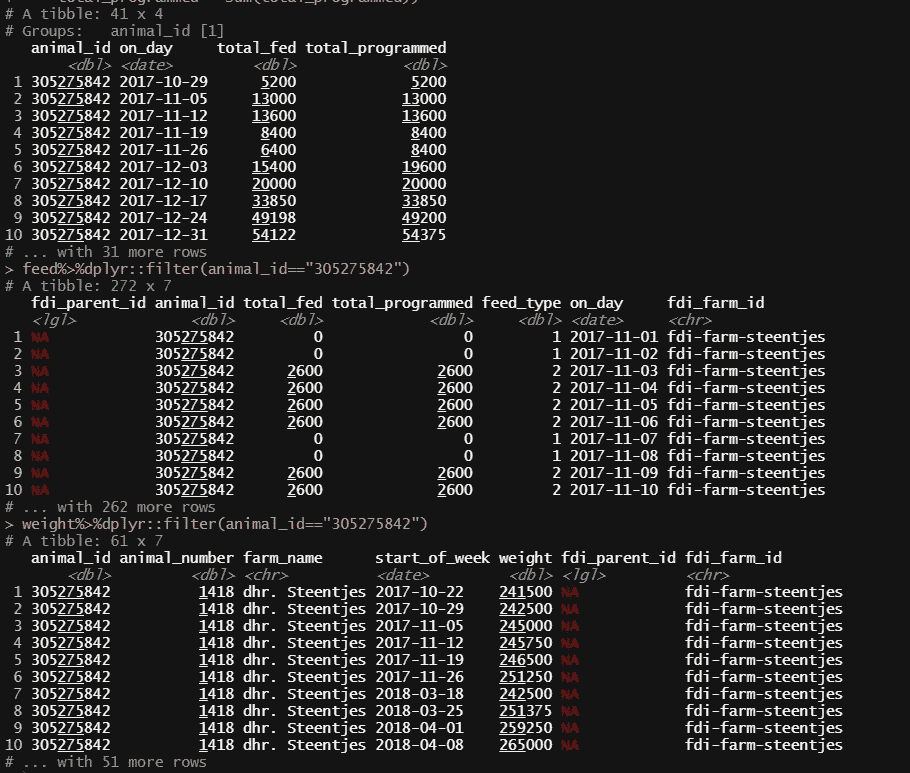 # A tibble: 41 x 4
# Groups:   animal_id [1]
   animal_id on_day     total_fed total_programmed
       <dbl> <date>         <dbl>            <dbl>
 1 305275842 2017-10-29      5200             5200
 2 305275842 2017-11-05     13000            13000
 3 305275842 2017-11-12     13600            13600
 4 305275842 2017-11-19      8400             8400
 5 305275842 2017-11-26      6400             8400
 6 305275842 2017-12-03     15400            19600
 7 305275842 2017-12-10     20000            20000
 8 305275842 2017-12-17     33850            33850
 9 305275842 2017-12-24     49198            49200
10 305275842 2017-12-31     54122            54375
# ... with 31 more rows
> feed%>%dplyr::filter(animal_id=="305275842")
# A tibble: 272 x 7
   fdi_parent_id animal_id total_fed total_programmed feed_type on_day     fdi_farm_id
   <lgl>             <dbl>     <dbl>            <dbl>     <dbl> <date>     <chr>
 1 NA            305275842         0                0         1 2017-11-01 fdi-farm-steentjes
 2 NA            305275842         0                0         1 2017-11-02 fdi-farm-steentjes
 3 NA            305275842      2600             2600         2 2017-11-03 fdi-farm-steentjes
 4 NA            305275842      2600             2600         2 2017-11-04 fdi-farm-steentjes
 5 NA            305275842      2600             2600         2 2017-11-05 fdi-farm-steentjes
 6 NA            305275842      2600             2600         2 2017-11-06 fdi-farm-steentjes
 7 NA            305275842         0                0         1 2017-11-07 fdi-farm-steentjes
 8 NA            305275842         0                0         1 2017-11-08 fdi-farm-steentjes
 9 NA            305275842      2600             2600         2 2017-11-09 fdi-farm-steentjes
10 NA            305275842      2600             2600         2 2017-11-10 fdi-farm-steentjes
# ... with 262 more rows
> weight%>%dplyr::filter(animal_id=="305275842")
# A tibble: 61 x 7
   animal_id animal_number farm_name      start_of_week weight fdi_parent_id fdi_farm_id
       <dbl>         <dbl> <chr>          <date>         <dbl> <lgl>         <chr>
 1 305275842          1418 dhr. Steentjes 2017-10-22    241500 NA            fdi-farm-steentjes
 2 305275842          1418 dhr. Steentjes 2017-10-29    242500 NA            fdi-farm-steentjes
 3 305275842          1418 dhr. Steentjes 2017-11-05    245000 NA            fdi-farm-steentjes
 4 305275842          1418 dhr. Steentjes 2017-11-12    245750 NA            fdi-farm-steentjes
 5 305275842          1418 dhr. Steentjes 2017-11-19    246500 NA            fdi-farm-steentjes
 6 305275842          1418 dhr. Steentjes 2017-11-26    251250 NA            fdi-farm-steentjes
 7 305275842          1418 dhr. Steentjes 2018-03-18    242500 NA            fdi-farm-steentjes
 8 305275842          1418 dhr. Steentjes 2018-03-25    251375 NA            fdi-farm-steentjes
 9 305275842          1418 dhr. Steentjes 2018-04-01    259250 NA            fdi-farm-steentjes
10 305275842          1418 dhr. Steentjes 2018-04-08    265000 NA            fdi-farm-steentjes
# ... with 51 more rows